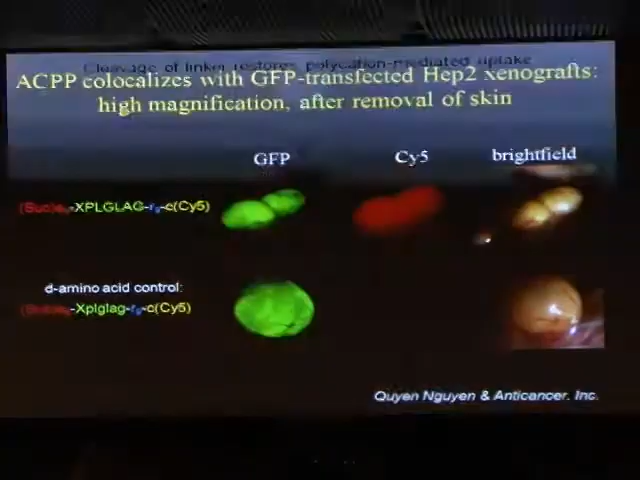 Cleavage of linker restores polycation-mediated uptake
ACPP colocalizes with GFP-transfected Hep2 xenografts:
high magnification, after removal of skin
GFP Cy5 brightfield
-XPLGLAG- -c(Cy5)
d-amino acid control:
-Xplglag- -c(Cy5)
Quyen Nguyen & Anticancer, Inc.